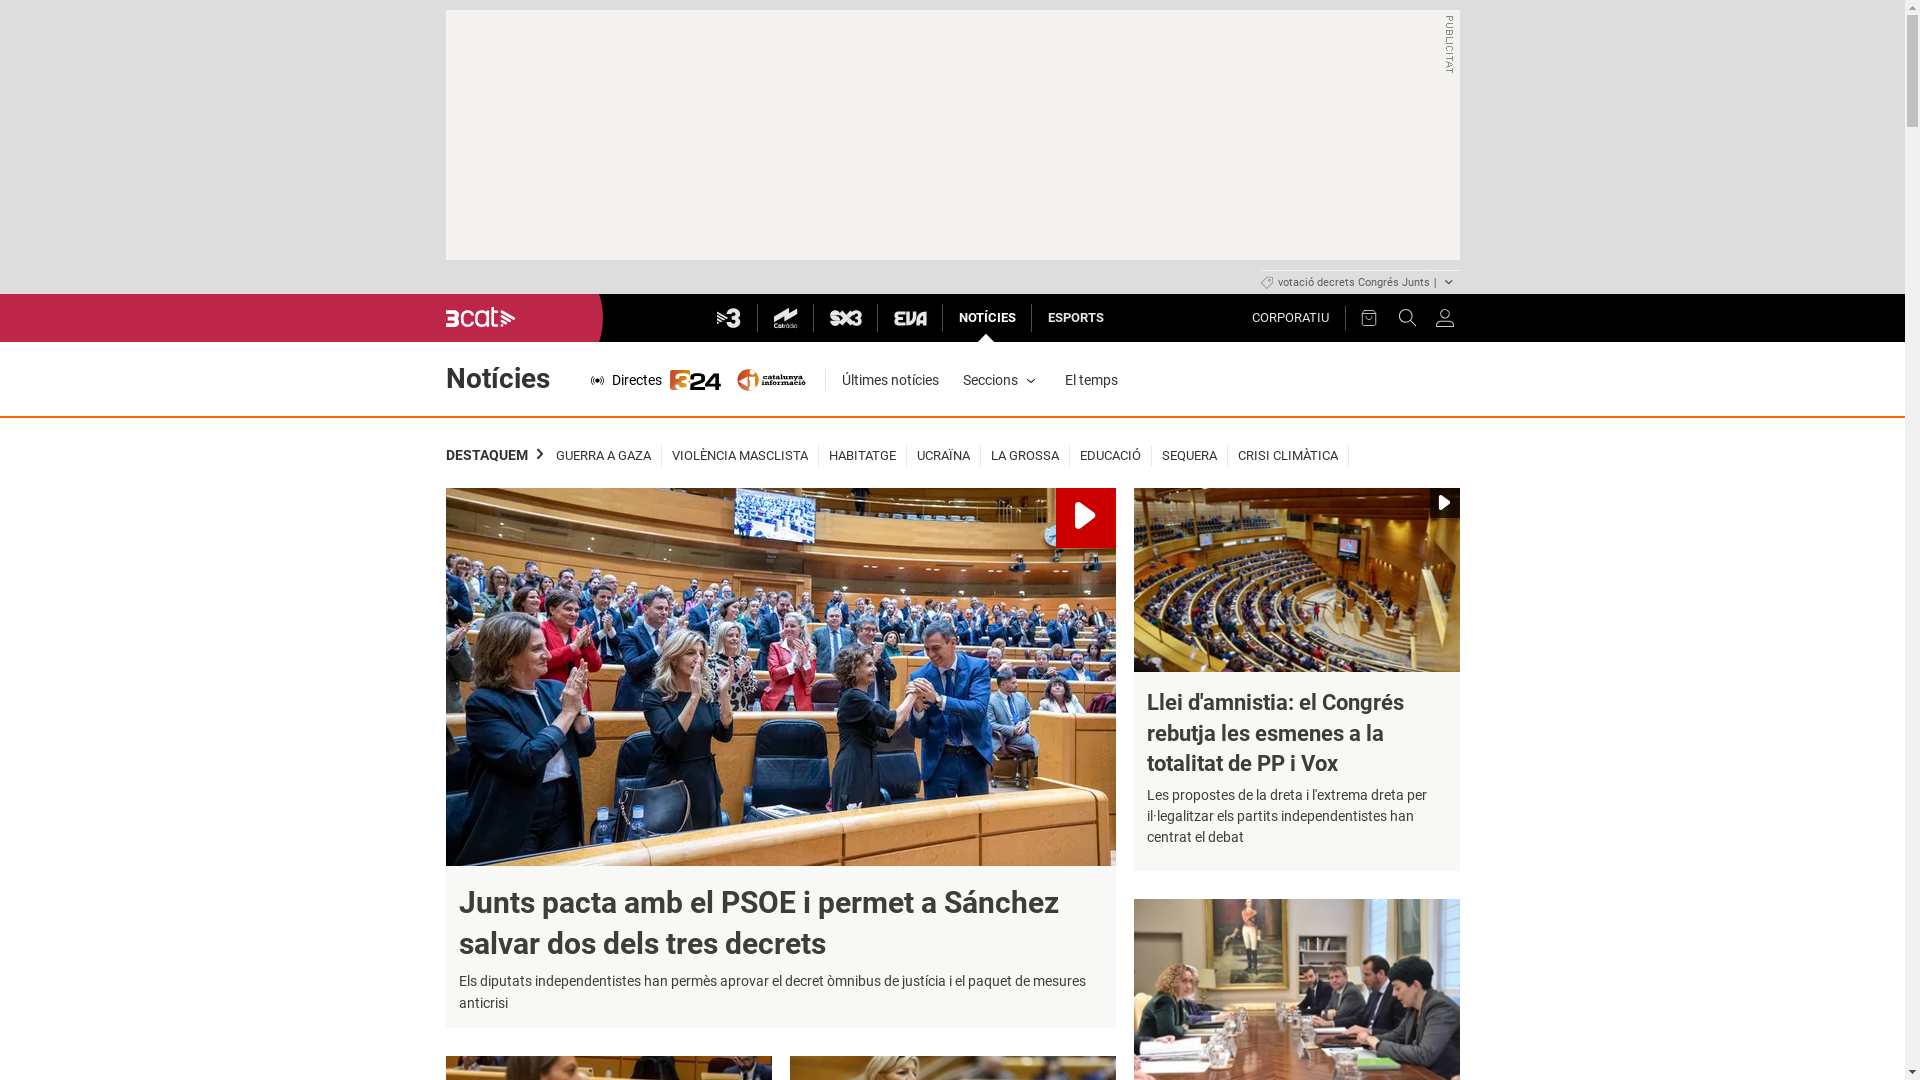 PUBLICITAT
votació decrets Congrés Junts |
3cat
3
Catràdio
SX3
EVA
NOTÍCIES
ESPORTS
CORPORATIU
Notícies
Directes
324
catalunya
informació
Últimes notícies
Seccions
El temps
DESTAQUEM
GUERRA A GAZA
VIOLÈNCIA MASCLISTA
HABITATGE
UCRAÏNA
LA GROSSA
EDUCACIÓ
SEQUERA
CRISI CLIMÀTICA
Junts pacta amb el PSOE i permet a Sánchez
salvar dos dels tres decrets
Els diputats independentistes han permès aprovar el decret òmnibus de justícia i el paquet de mesures
anticrisi
Llei d'amnistia: el Congrés
rebutja les esmenes a la
totalitat de PP i Vox
Les propostes de la dreta i l'extrema dreta per
il·legalitzar els partits independentistes han
centrat el debat